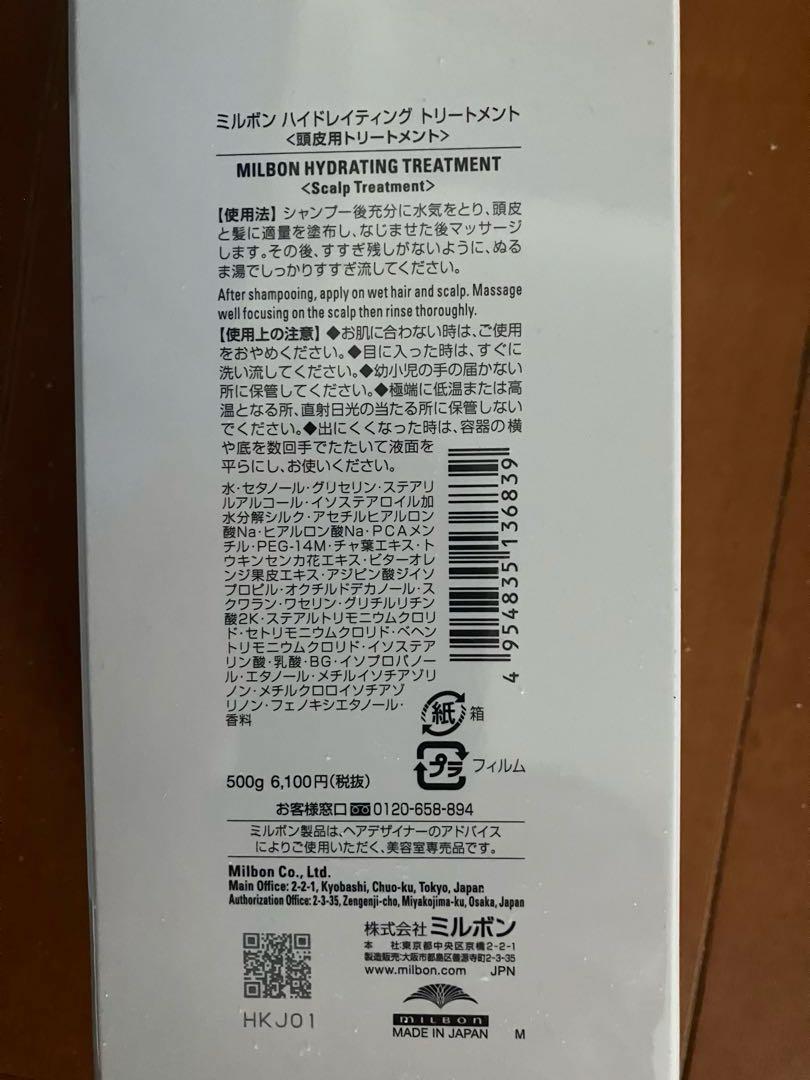 ミルボン ハイドレイティング トリートメント
<頭皮用トリートメント>
MILBON HYDRATING TREATMENT
<Scalp Treatment>
【使用法】シャンプー後充分に水気をとり、頭皮
と髪に適量を塗布し、なじませた後マッサージ
します。その後、すすぎ残しがないように、ぬる
ま湯でしっかりすすぎ流してください。
After shampooing, apply on wet hair and scalp. Massage
well focusing on the scalp then rinse thoroughly.
【使用上の注意】◆お肌に合わない時は、ご使用
をおやめください。◆目に入った時は、すぐに
洗い流してください。◆幼小児の手の届かない
所に保管してください。◆極端に低温または高
温となる所、直射日光の当たる所に保管しない
でください。◆出にくくなった時は、容器の横
や底を数回手でたたいて液面を
平らにし、お使いください。
水・セタノール・グリセリン・ステアリ
ルアルコール・イソステアロイル加
水分解シルク・アセチルヒアルロン
酸Na・ヒアルロン酸Na・PCAメン
チル・PEG-14M・チャ葉エキス・ト
ウキンセンカ花エキス・ビターオレ
ンジ果皮エキス・アジピン酸ジイソ
プロピル・オクチルドデカノール・ス
クワラン・ワセリン・グリチルリチン
酸2K・ステアルトリモニウムクロリ
ド・セトリモニウムクロリド・ベヘン
トリモニウムクロリド・イソステア
リン酸・乳酸・BG・イソプロパノー
ル・エタノール・メチルイソチアゾリ
ノン・メチルクロロイソチアゾ
リノン・フェノキシエタノール・
香料
4954835136839
紙 箱
プラ フィルム
500g 6,100円(税抜)
お客様窓口 0120-658-894
ミルボン製品は、ヘアデザイナーのアドバイス
によりご使用いただく、美容室専売品です。
Milbon Co., Ltd.
Main Office: 2-2-1, Kyobashi, Chuo-ku, Tokyo, Japan
Authorization Office: 2-3-35, Zengenji-cho, Miyakojima-ku, Osaka, Japan
株式会社 ミルボン
本 社:東京都中央区京橋2-2-1
製造販売:大阪市都島区善源寺町2-3-35
www.milbon.com JPN
HKJ01
MILBON
MADE IN JAPAN M